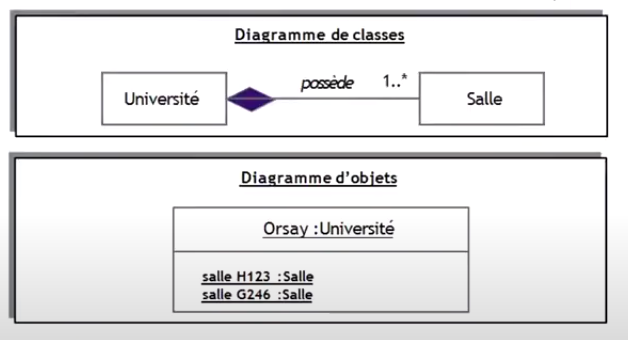 Diagramme de classes
Université
possède
1..*
Salle
Diagramme d'objets
Orsay :Université
salle H123 :Salle
salle G246 :Salle